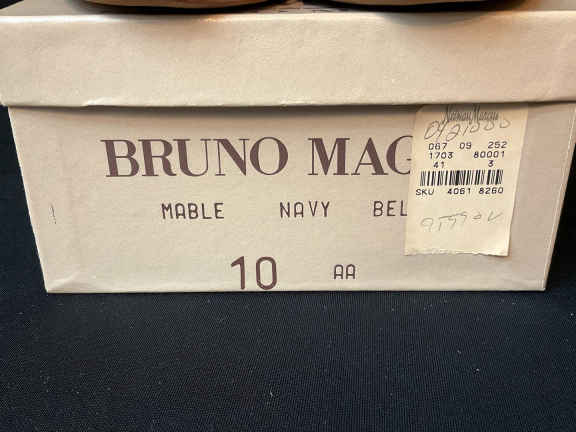 BRUNO MAG
MABLE NAVY BEL
10 AA
Neiman Marcus
067 09 252
1703 80001
41 3
SKU 4061 8260